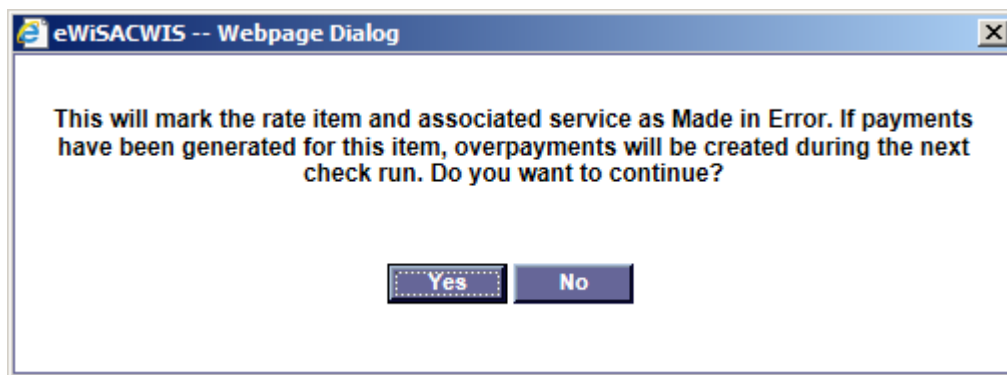 eWiSACWIS -- Webpage Dialog
This will mark the rate item and associated service as Made in Error. If payments
have been generated for this item, overpayments will be created during the next
check run. Do you want to continue?
Yes No